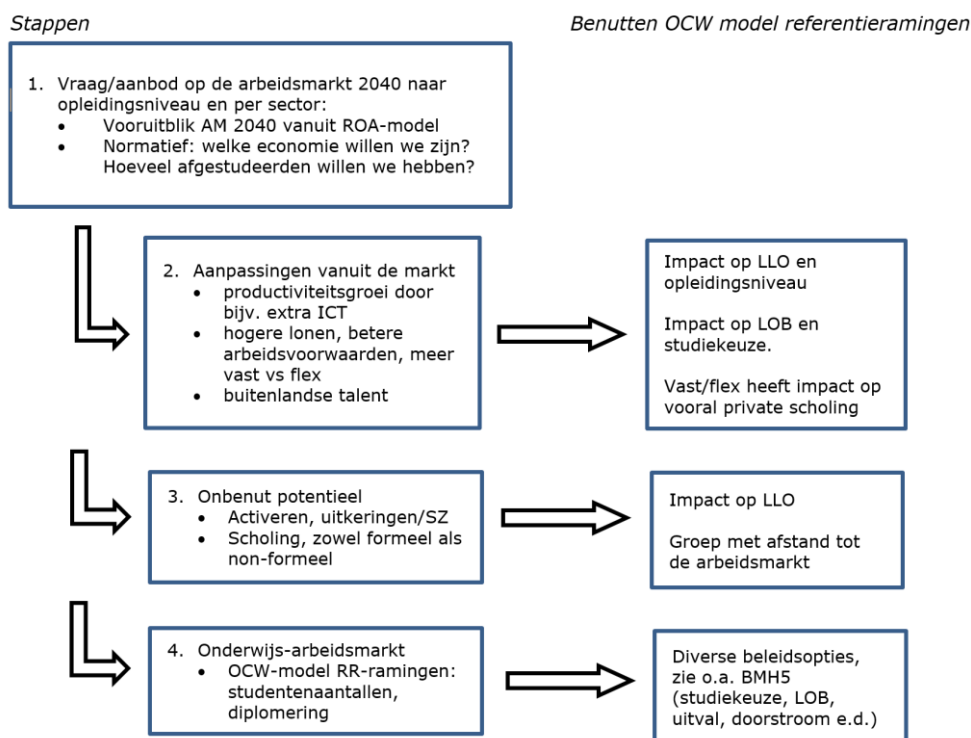 Stappen
Benutten OCW model referentieramingen
1. Vraag/aanbod op de arbeidsmarkt 2040 naar
opleidingsniveau en per sector:
• Vooruitblik AM 2040 vanuit ROA-model
• Normatief: welke economie willen we zijn?
Hoeveel afgestudeerden willen we hebben?
2. Aanpassingen vanuit de markt
• productiviteitsgroei door
bijv. extra ICT
• hogere lonen, betere
arbeidsvoorwaarden, meer
vast vs flex
• buitenlandse talent
Impact op LLO en
opleidingsniveau
Impact op LOB en
studiekeuze.
Vast/flex heeft impact op
vooral private scholing
3. Onbenut potentieel
• Activeren, uitkeringen/SZ
• Scholing, zowel formeel als
non-formeel
Impact op LLO
Groep met afstand tot
de arbeidsmarkt
4. Onderwijs-arbeidsmarkt
• OCW-model RR-ramingen:
studentenaantallen,
diplomering
Diverse beleidsopties,
zie o.a. BMH5
(studiekeuze, LOB,
uitval, doorstroom e.d.)